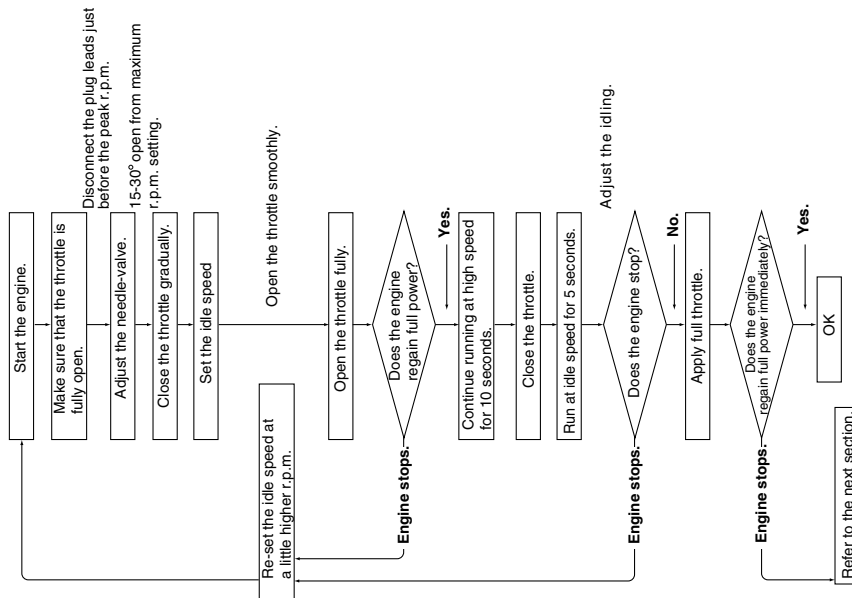 Start the engine.
Make sure that the throttle is
fully open.
Disconnect the plug leads just
before the peak r.p.m.
Adjust the needle-valve.
15-30° open from maximum
r.p.m. setting.
Close the throttle gradually.
Set the idle speed
Open the throttle smoothly.
Re-set the idle speed at
a little higher r.p.m.
Open the throttle fully.
Does the engine
regain full power?
Engine stops.
Yes.
Continue running at high speed
for 10 seconds.
Close the throttle.
Run at idle speed for 5 seconds.
Adjust the idling.
Does the engine stop?
Engine stops.
No.
Apply full throttle.
Does the engine
regain full power immediately?
Engine stops.
Yes.
OK
Refer to the next section.